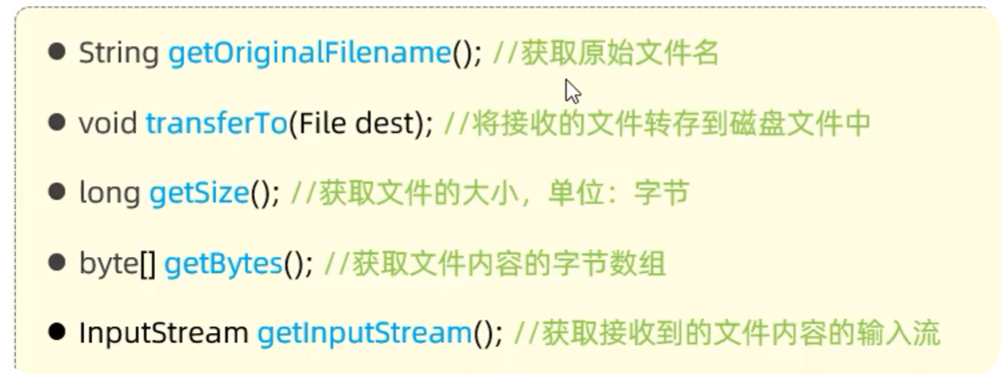 ● String getOriginalFilename(); //获取原始文件名
● void transferTo(File dest); //将接收的文件转存到磁盘文件中
● long getSize(); //获取文件的大小，单位：字节
● byte[] getBytes(); //获取文件内容的字节数组
● InputStream getInputStream(); //获取接收到的文件内容的输入流